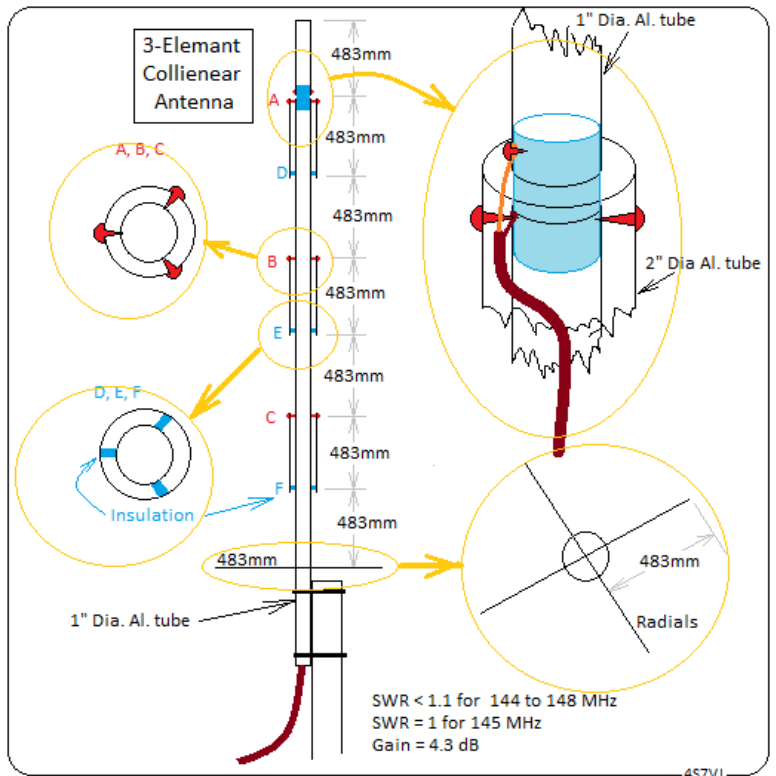 3-Elemant
Collienear
Antenna
1" Dia. Al. tube
483mm
A
A, B, C
D
483mm
B
2" Dia Al. tube
483mm
E
D, E, F
483mm
C
483mm
F
Insulation
483mm
483mm
483mm
1" Dia. Al. tube
Radials
SWR < 1.1 for 144 to 148 MHz
SWR = 1 for 145 MHz
Gain = 4.3 dB